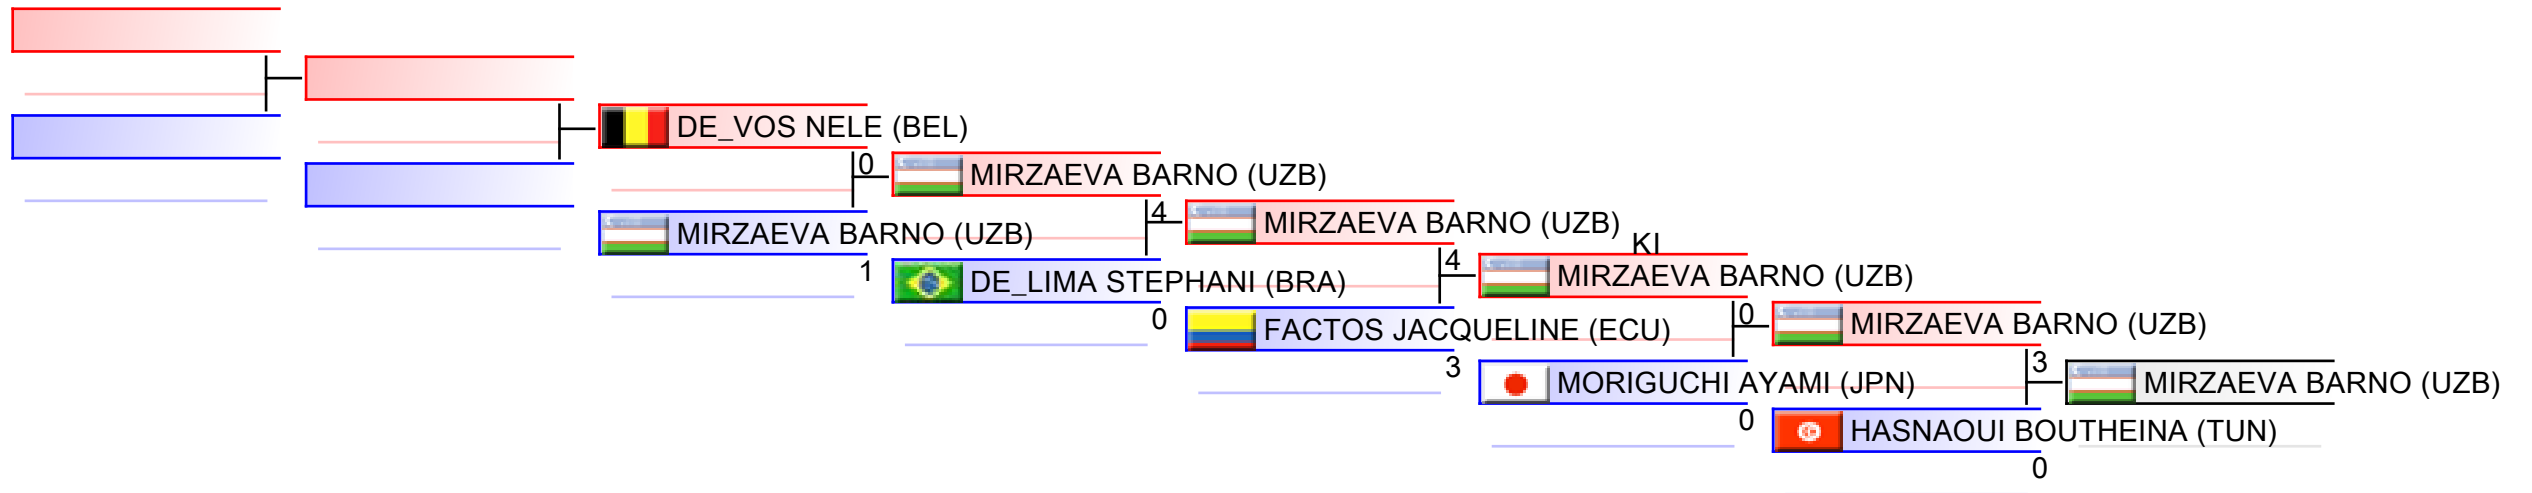 DE_VOS NELE (BEL)
0
MIRZAEVA BARNO (UZB)
MIRZAEVA BARNO (UZB)
1
4
DE_LIMA STEPHANI (BRA)
0
MIRZAEVA BARNO (UZB)
4
FACTOS JACQUELINE (ECU)
3
KI
MIRZAEVA BARNO (UZB)
0
MORIGUCHI AYAMI (JPN)
0
MIRZAEVA BARNO (UZB)
3
HASNAOUI BOUTHEINA (TUN)
0
MIRZAEVA BARNO (UZB)